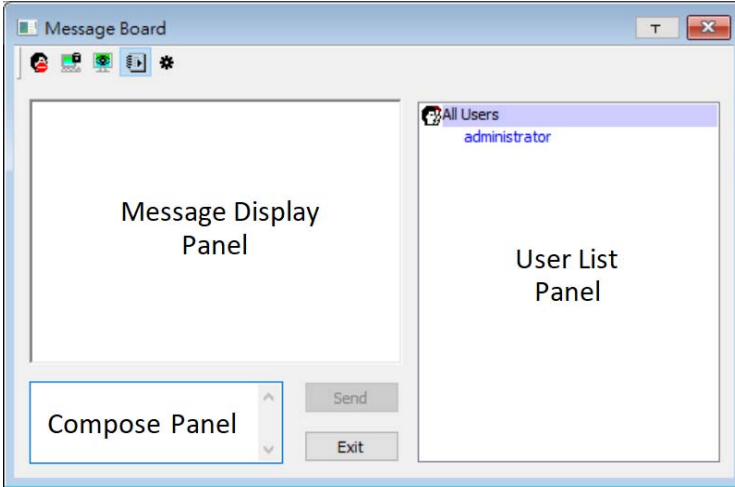 Message Board
T
All Users
administrator
Message Display
Panel
User List
Panel
Compose Panel
Send
Exit